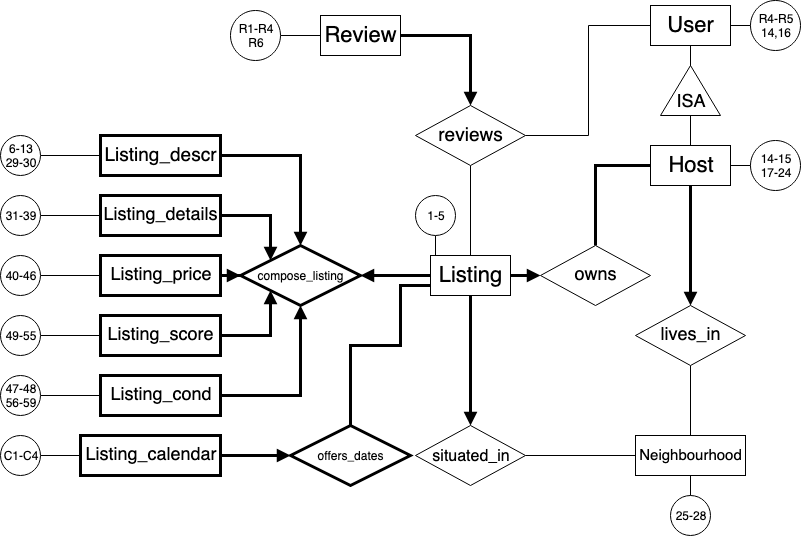 R1-R4
R6
Review
User
R4-R5
14,16
ISA
reviews
6-13
29-30
Listing_descr
Host
14-15
17-24
31-39
Listing_details
1-5
40-46
Listing_price
compose_listing
Listing
owns
49-55
Listing_score
lives_in
47-48
56-59
Listing_cond
C1-C4
Listing_calendar
offers_dates
situated_in
Neighbourhood
25-28